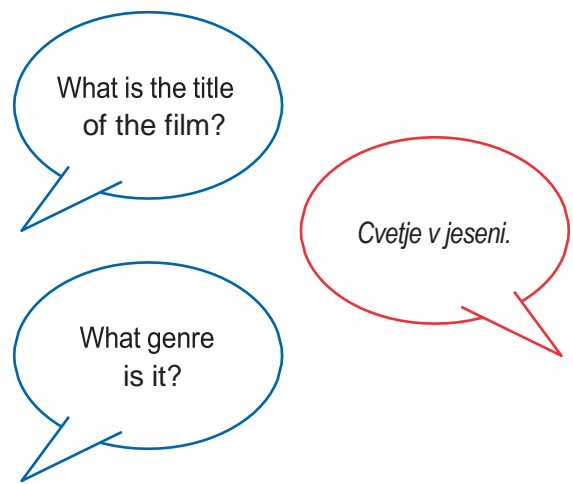 What is the title
of the film?
Cvetje v jeseni.
What genre
is it?